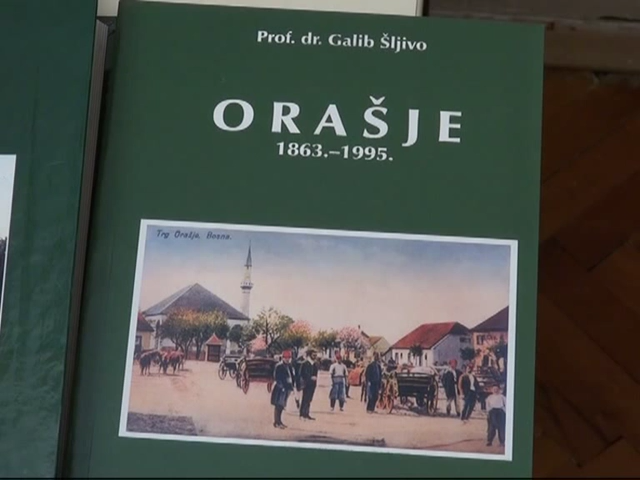 Prof. dr. Galib Šljivo
ORAŠJE
1863.–1995.
Trg Orašje, Bosna.